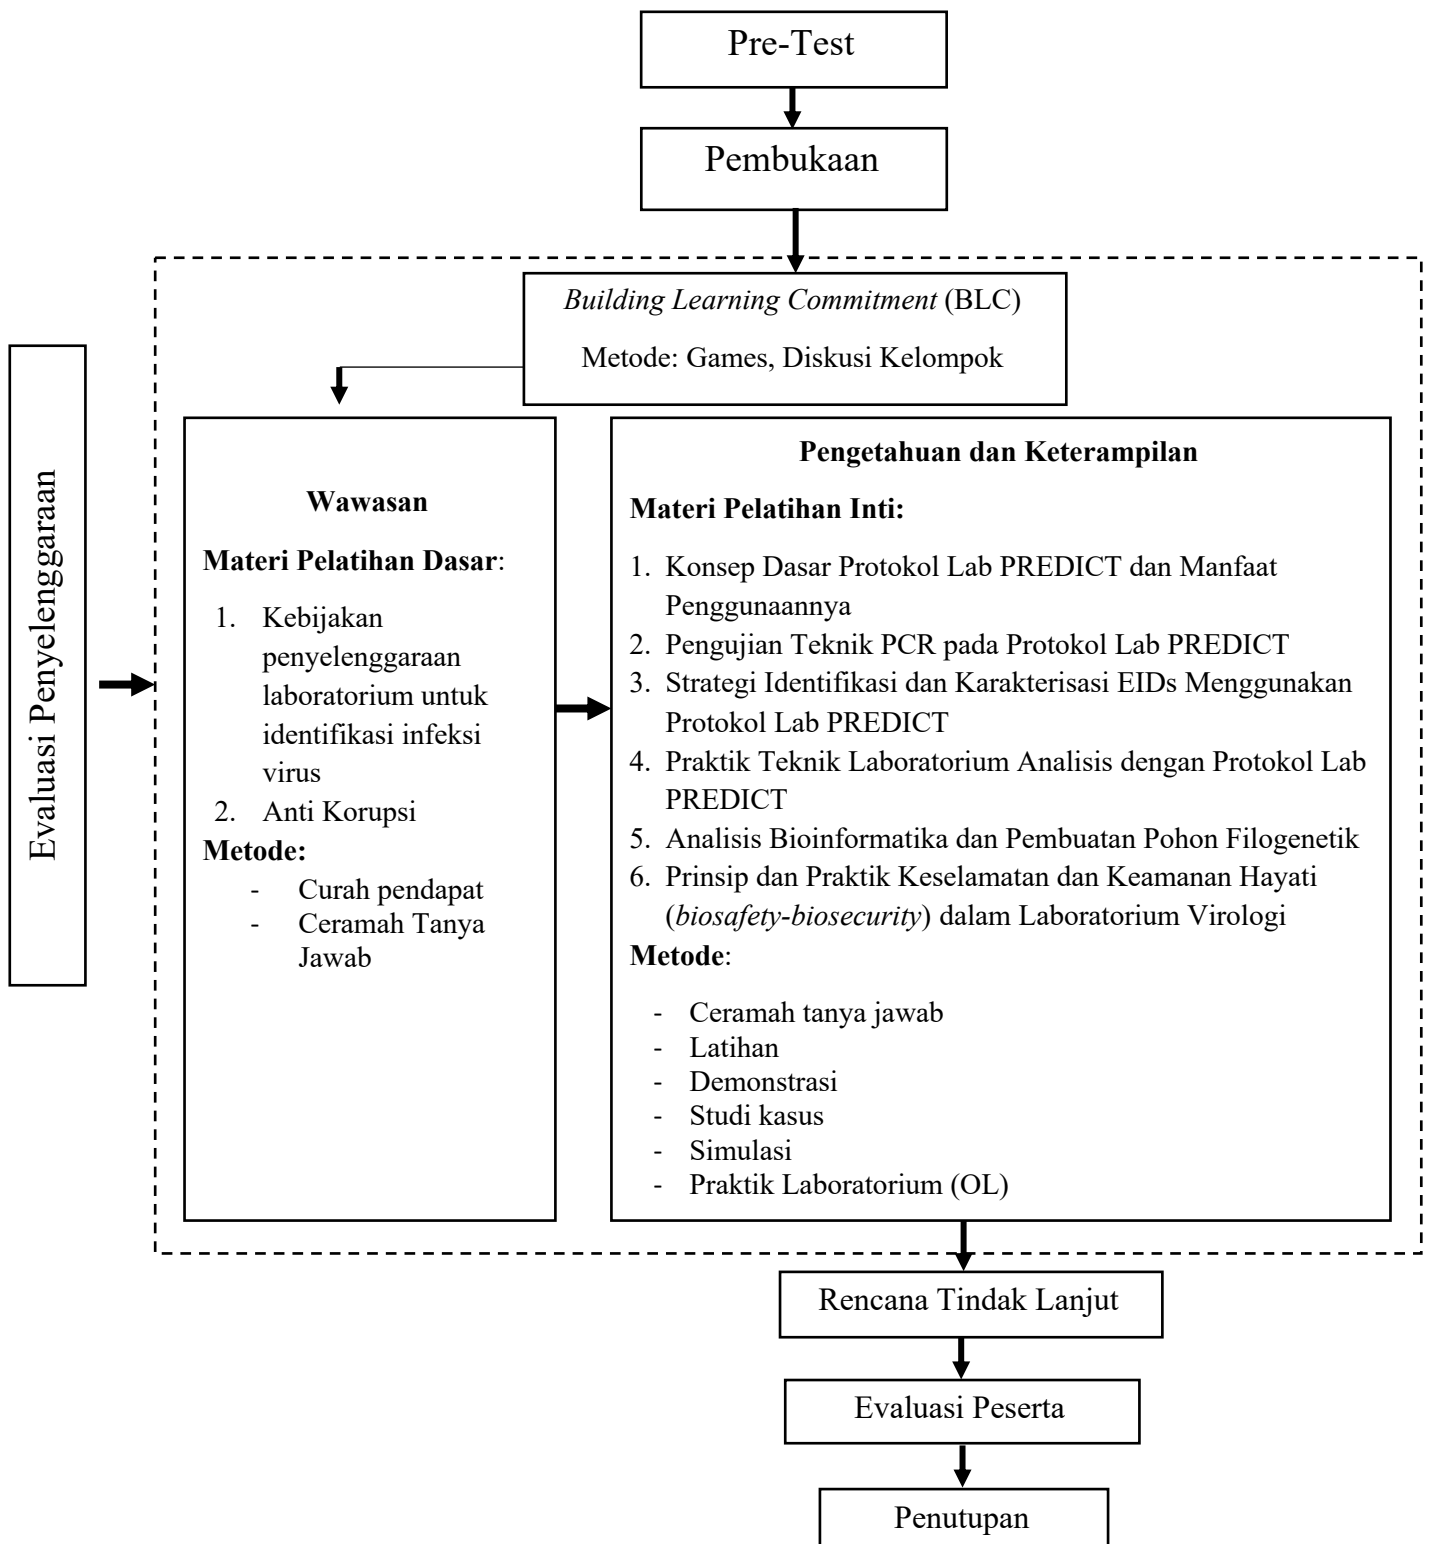 Pre-Test
Pembukaan
Building Learning Commitment (BLC)
Metode: Games, Diskusi Kelompok
Evaluasi Penyelenggaraan
Wawasan
Materi Pelatihan Dasar:
1. Kebijakan
penyelenggaraan
laboratorium untuk
identifikasi infeksi
virus
2. Anti Korupsi
Metode:
- Curah pendapat
- Ceramah Tanya
Jawab
Pengetahuan dan Keterampilan
Materi Pelatihan Inti:
1. Konsep Dasar Protokol Lab PREDICT dan Manfaat
Penggunaannya
2. Pengujian Teknik PCR pada Protokol Lab PREDICT
3. Strategi Identifikasi dan Karakterisasi EIDs Menggunakan
Protokol Lab PREDICT
4. Praktik Teknik Laboratorium Analisis dengan Protokol Lab
PREDICT
5. Analisis Bioinformatika dan Pembuatan Pohon Filogenetik
6. Prinsip dan Praktik Keselamatan dan Keamanan Hayati
(biosafety-biosecurity) dalam Laboratorium Virologi
Metode:
- Ceramah tanya jawab
- Latihan
- Demonstrasi
- Studi kasus
- Simulasi
- Praktik Laboratorium (OL)
Rencana Tindak Lanjut
Evaluasi Peserta
Penutupan